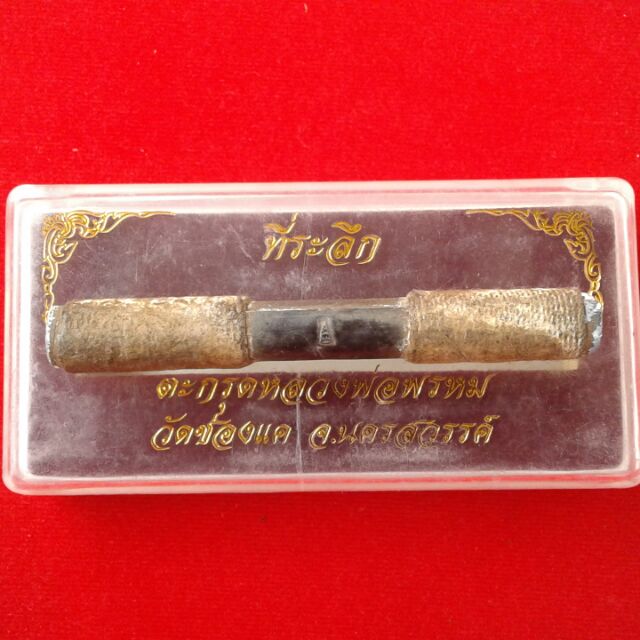 ที่ระลึก
ตะกรุดหลวงพ่อพรหม
วัดช่องแค จ.นครสวรรค์